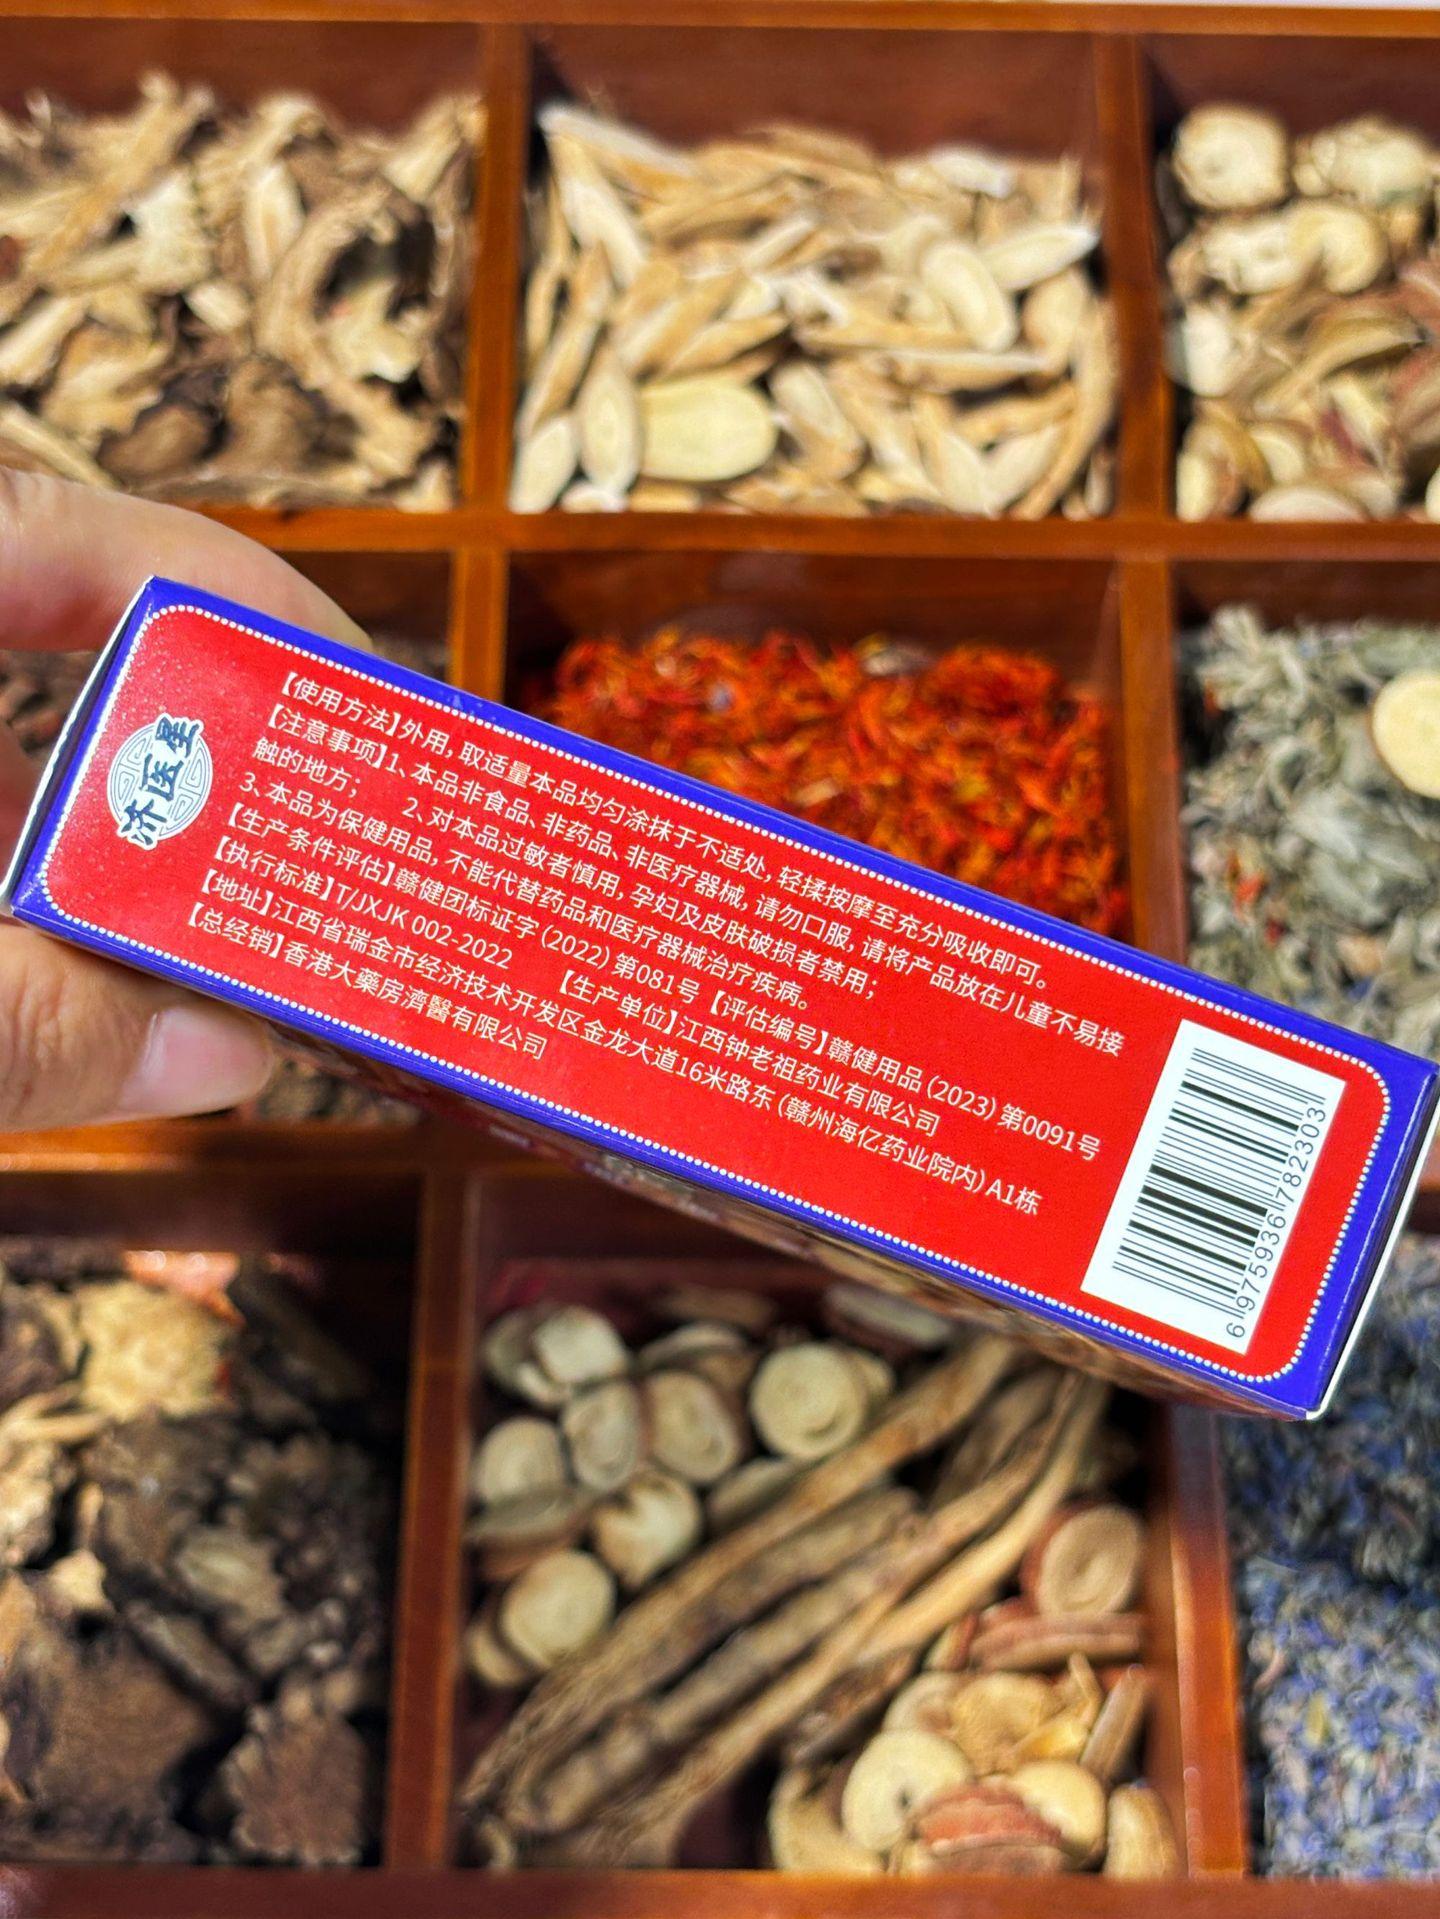 济医星
【使用方法】外用，取适量本品均匀涂抹于不适处，轻揉按摩至充分吸收即可。
【注意事项】1、本品非食品、非药品、非医疗器械，请勿口服，请将产品放在儿童不易接
触的地方； 2、对本品过敏者慎用，孕妇及皮肤破损者禁用；
3、本品为保健用品，不能代替药品和医疗器械治疗疾病。
【生产条件评估】赣健团标证字（2022）第081号 【评估编号】赣健用品（2023）第0091号
【执行标准】T/JXJK 002-2022 【生产单位】江西钟老祖药业有限公司
【地址】江西省瑞金市经济技术开发区金龙大道16米路东（赣州海亿药业院内）A1栋
【总经销】香港大藥房濟醫有限公司
6 975936 782303